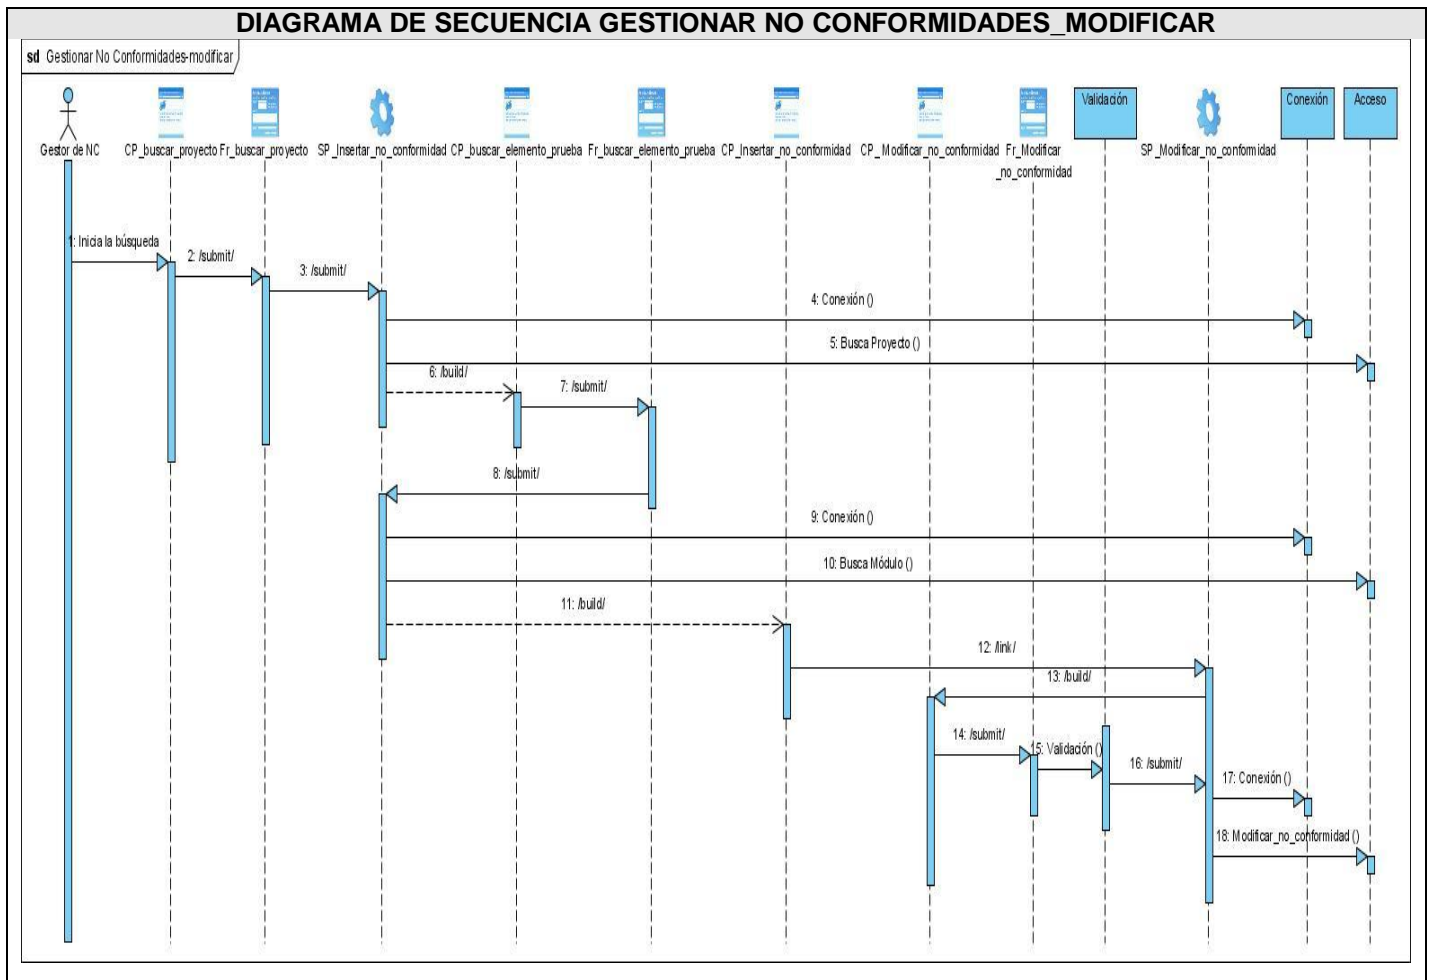 DIAGRAMA DE SECUENCIA GESTIONAR NO CONFORMIDADES_MODIFICAR
sd Gestionar No Conformidades-modificar
Validación
Conexión
Acceso
Gestor de NC
CP_buscar_proyecto
Fr_buscar_proyecto
SP_Insertar_no_conformidad
CP_buscar_elemento_prueba
Fr_buscar_elemento_prueba
CP_Insertar_no_conformidad
CP_Modificar_no_conformidad
Fr_Modificar
_no_conformidad
SP_Modificar_no_conformidad
1: Inicia la búsqueda
2: /submit/
3: /submit/
4: Conexión ()
5: Busca Proyecto ()
6: /build/
7: /submit/
8: /submit/
9: Conexión ()
10: Busca Módulo ()
11: /build/
12: /link/
13: /build/
14: /submit/
15: Validación ()
16: /submit/
17: Conexión ()
18: Modificar_no_conformidad ()